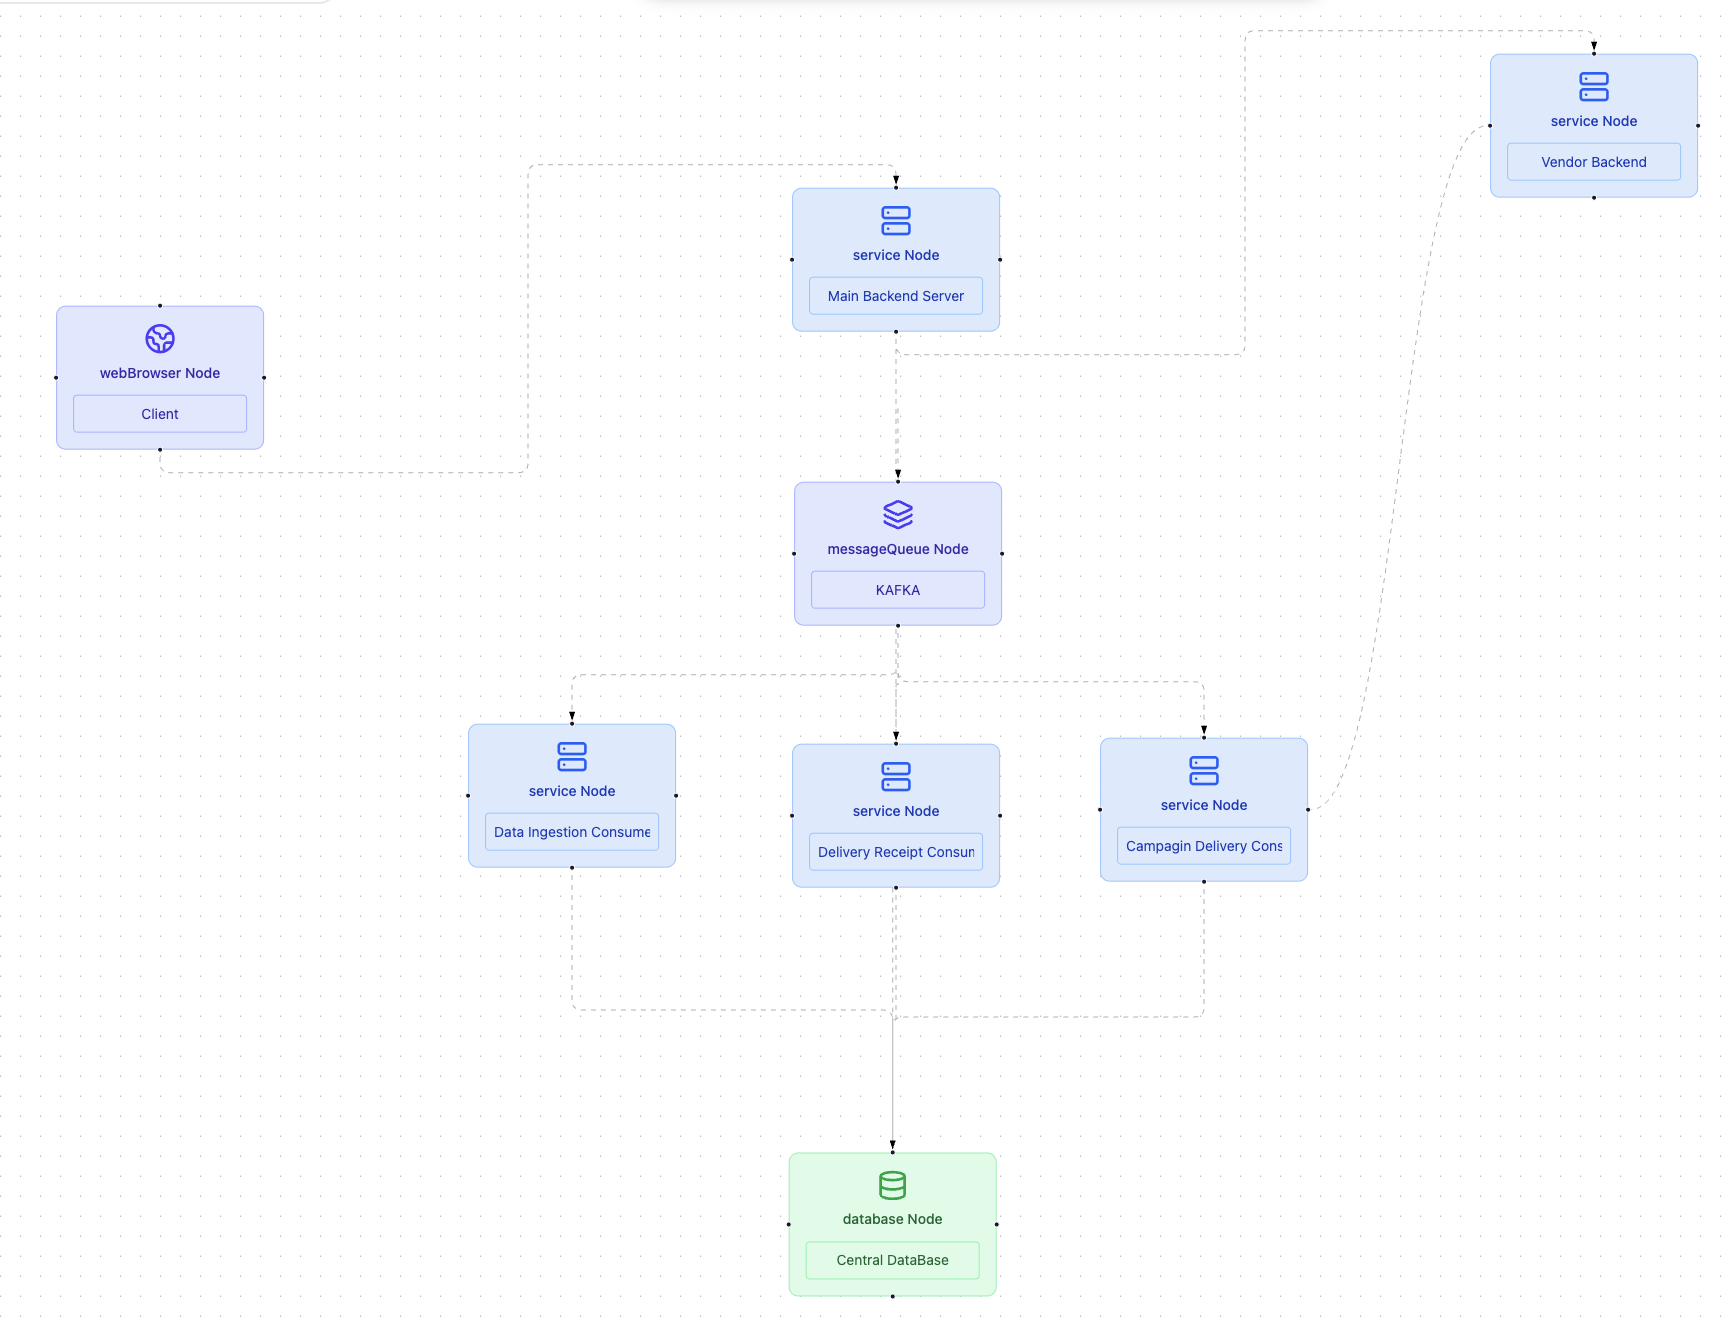 service Node
Vendor Backend
service Node
Main Backend Server
webBrowser Node
Client
messageQueue Node
KAFKA
service Node
Data Ingestion Consume
service Node
Delivery Receipt Consun
service Node
Campagin Delivery Cons
database Node
Central DataBase